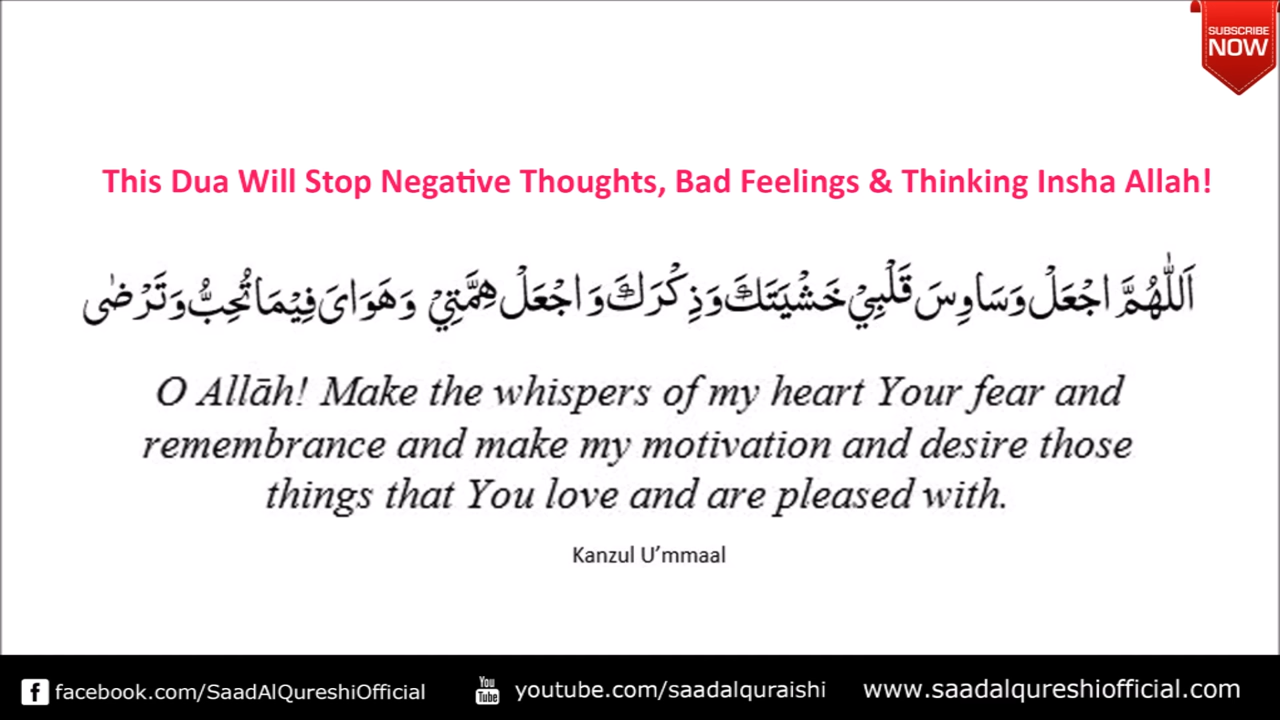 SUBSCRIBE
NOW
This Dua Will Stop Negative Thoughts, Bad Feelings & Thinking Insha Allah!
اَللّٰهُمَّ اجْعَلْ وَسَاوِسَ قَلْبِيْ خَشْيَتَكَ وَذِكْرَكَ وَاجْعَلْ هِمَّتِيْ وَهَوَاىَ فِيْمَا تُحِبُّ وَتَرْضٰى
O Allāh! Make the whispers of my heart Your fear and
remembrance and make my motivation and desire those
things that You love and are pleased with.
Kanzul U’mmaal
facebook.com/SaadAlQureshiOfficial
You
Tube
youtube.com/saadalquraishi
www.saadalqureshiofficial.com